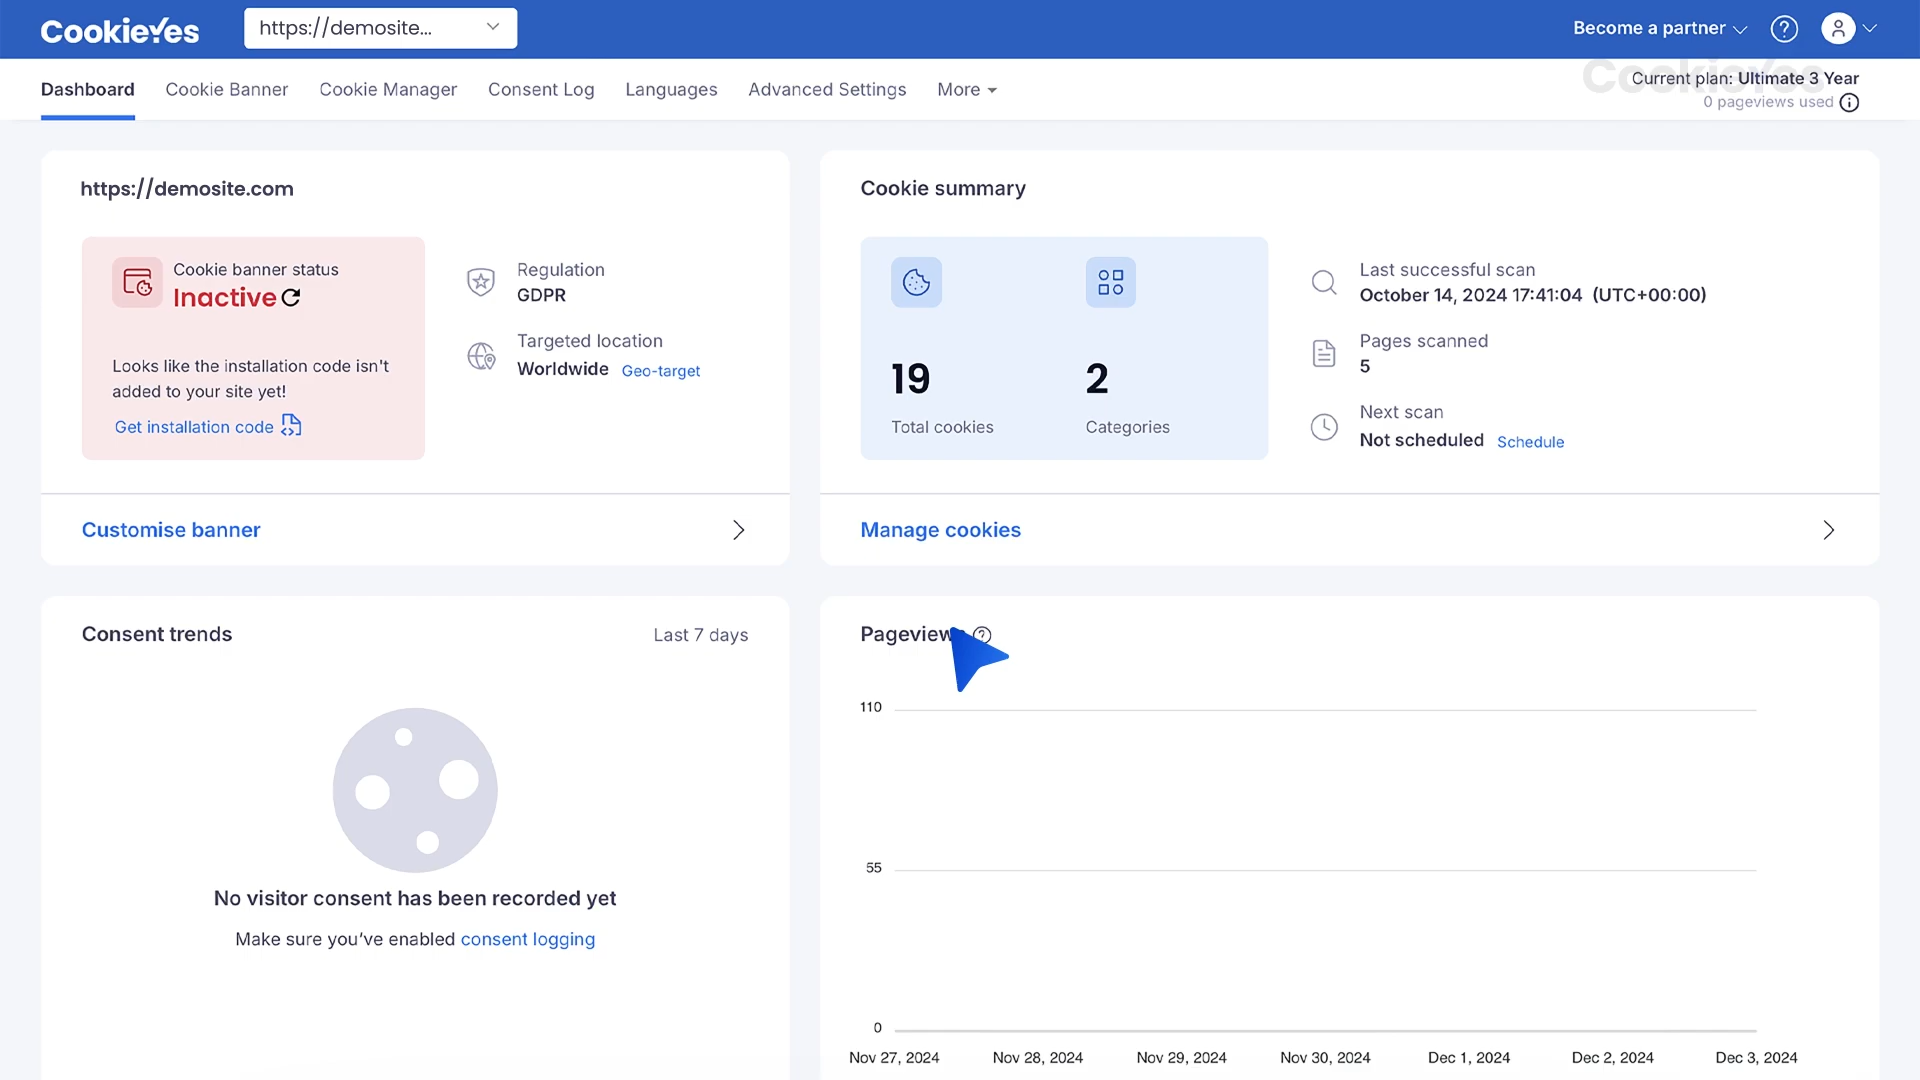 CookieYes
https://demosite...
Become a partner
Dashboard
Cookie Banner
Cookie Manager
Consent Log
Languages
Advanced Settings
More
CookieYes
Current plan: Ultimate 3 Year
0 pageviews used
https://demosite.com
Cookie banner status
Inactive
Looks like the installation code isn't
added to your site yet!
Get installation code
Regulation
GDPR
Targeted location
Worldwide Geo-target
Customise banner
Cookie summary
19
Total cookies
2
Categories
Last successful scan
October 14, 2024 17:41:04 (UTC+00:00)
Pages scanned
5
Next scan
Not scheduled Schedule
Manage cookies
Consent trends
Last 7 days
No visitor consent has been recorded yet
Make sure you’ve enabled consent logging
Pageviews
110
55
0
Nov 27, 2024
Nov 28, 2024
Nov 29, 2024
Nov 30, 2024
Dec 1, 2024
Dec 2, 2024
Dec 3, 2024